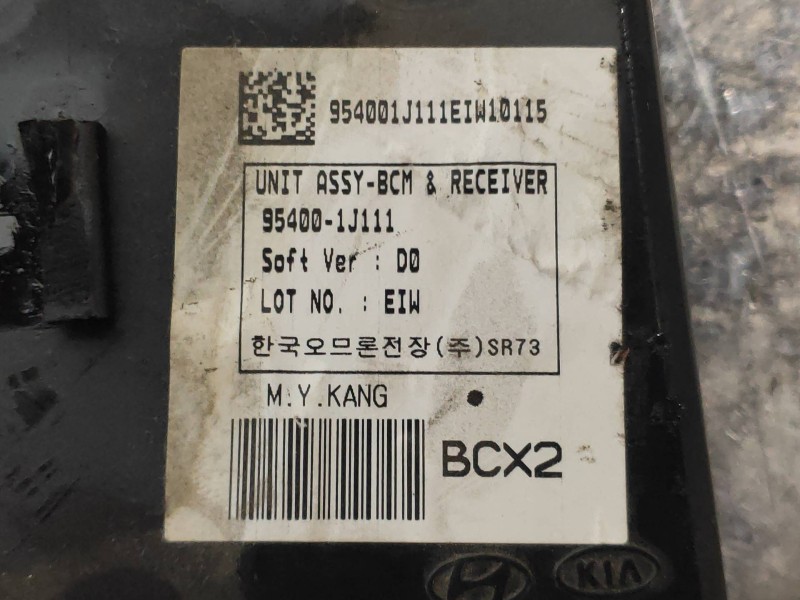 954001J111EIW10115
UNIT ASSY-BCM & RECEIVER
95400-1J111
Soft Ver : D0
LOT NO. : EIW
한국오므론전장(주)SR73
M.Y.KANG
BCX2
KIA